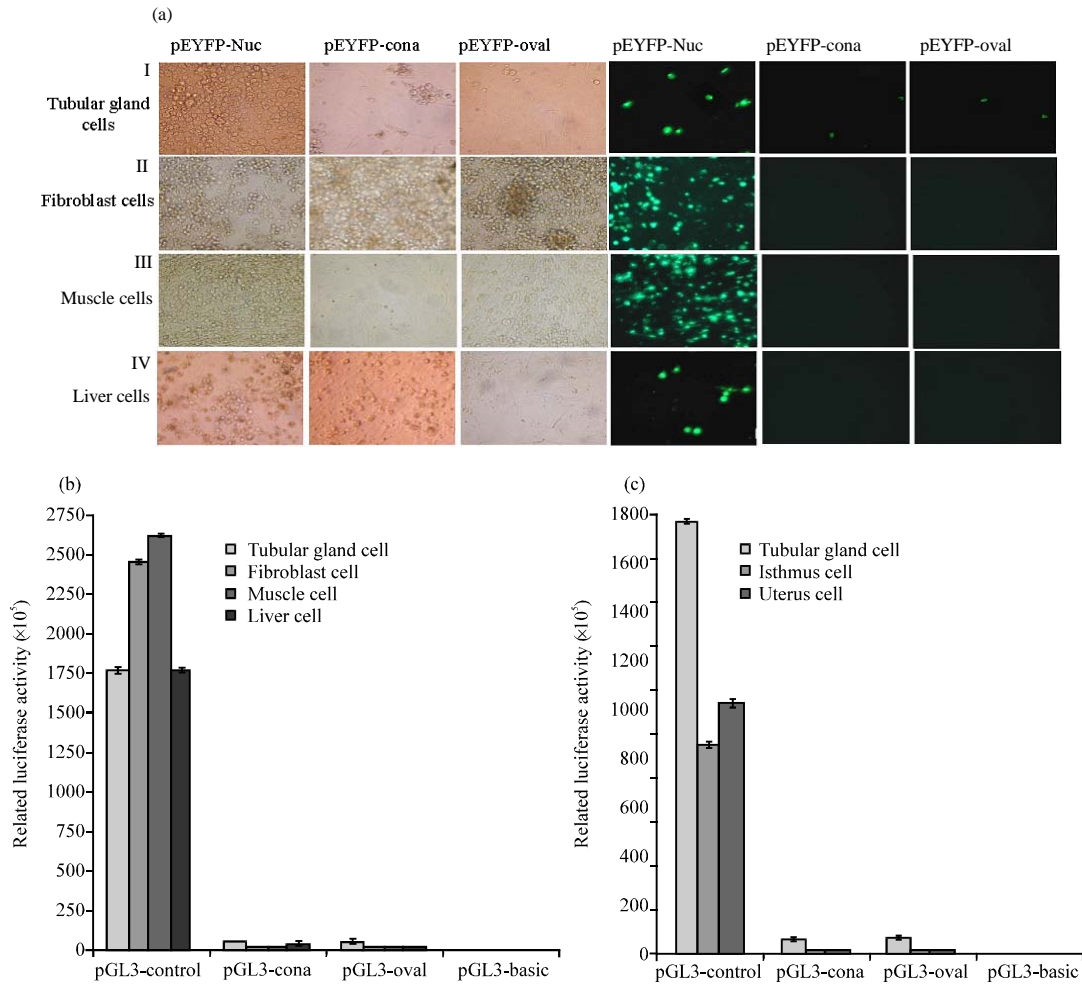 (a)
pEYFP-Nuc pEYFP-cona pEYFP-oval pEYFP-Nuc pEYFP-cona pEYFP-oval
I
Tubular gland
cells
II
Fibroblast cells
III
Muscle cells
IV
Liver cells
(b)
Related luciferase activity (×10⁵)
2750
2500
2250
2000
1750
1500
1250
1000
750
500
250
0
Tubular gland cell
Fibroblast cell
Muscle cell
Liver cell
pGL3-control pGL3-cona pGL3-oval pGL3-basic
(c)
Related luciferase activity (×10⁵)
1800
1600
1400
1200
1000
800
600
400
200
0
Tubular gland cell
Isthmus cell
Uterus cell
pGL3-control pGL3-cona pGL3-oval pGL3-basic